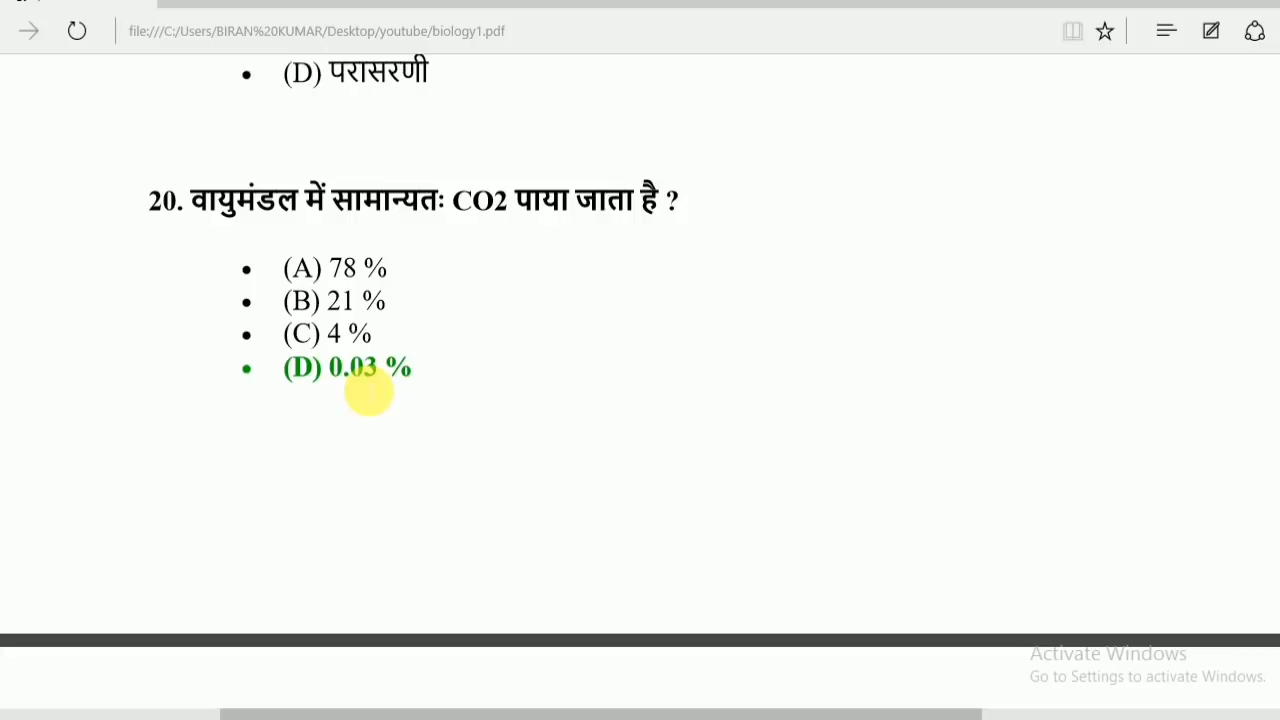 file:///C:/Users/BIRAN%20KUMAR/Desktop/youtube/biology1.pdf
• (D) परासरणी
20. वायुमंडल में सामान्यतः CO2 पाया जाता है ?
• (A) 78 %
• (B) 21 %
• (C) 4 %
• (D) 0.03 %
Activate Windows
Go to Settings to activate Windows.